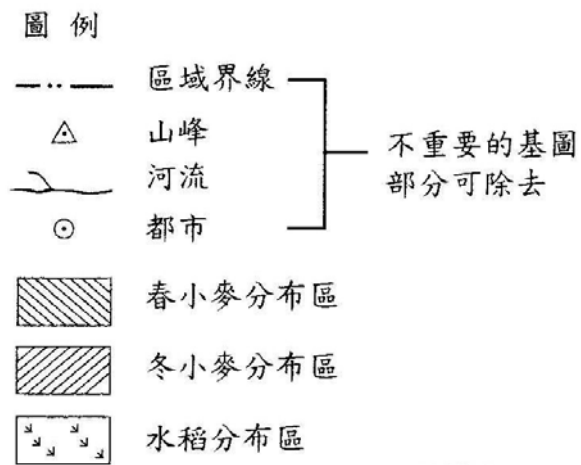 圖例
區域界線
山峰
河流
都市
不重要的基圖
部分可除去
春小麥分布區
冬小麥分布區
水稻分布區